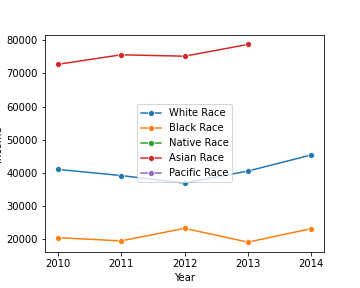 80000
70000
60000
50000
40000
30000
20000
White Race
Black Race
Native Race
Asian Race
Pacific Race
2010 2011 2012 2013 2014
Year